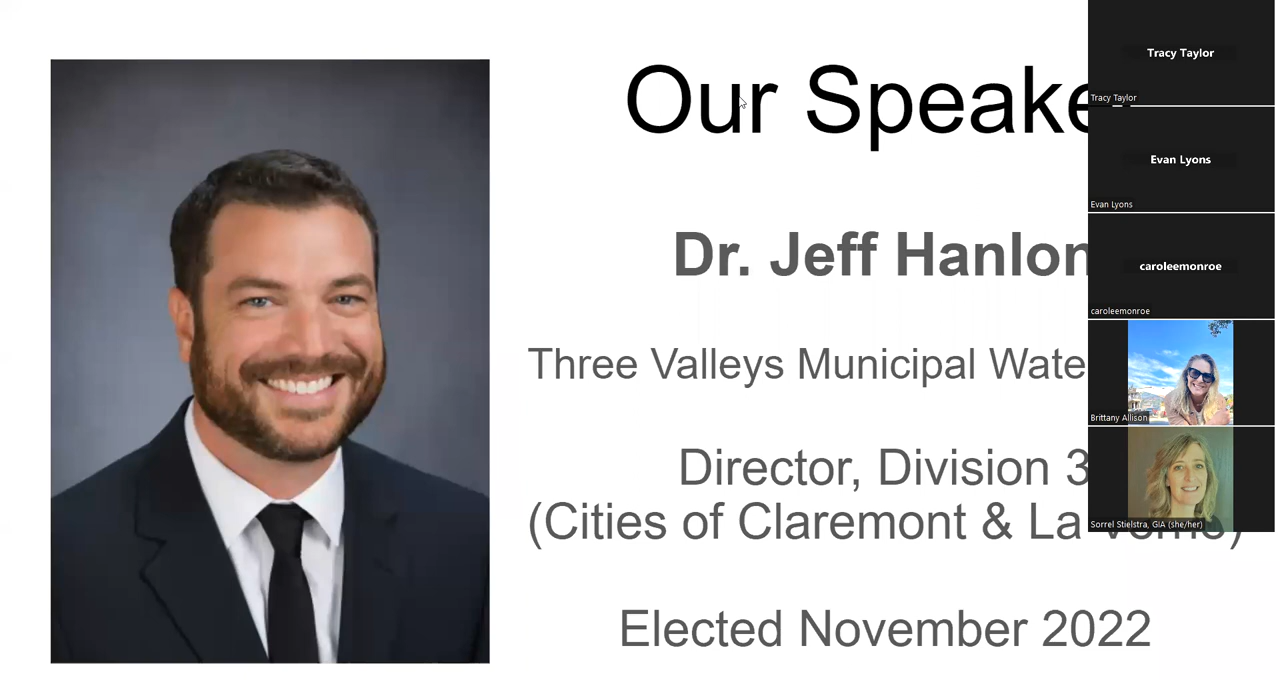 Our Speake
Dr. Jeff Hanlon
Three Valleys Municipal Wate
Director, Division 3
(Cities of Claremont & La
Elected November 2022
Tracy Taylor
Tracy Taylor
Evan Lyons
Evan Lyons
caroleemonroe
caroleemonroe
Brittany Allison
Sorrel Stielstra, GIA (she/her)